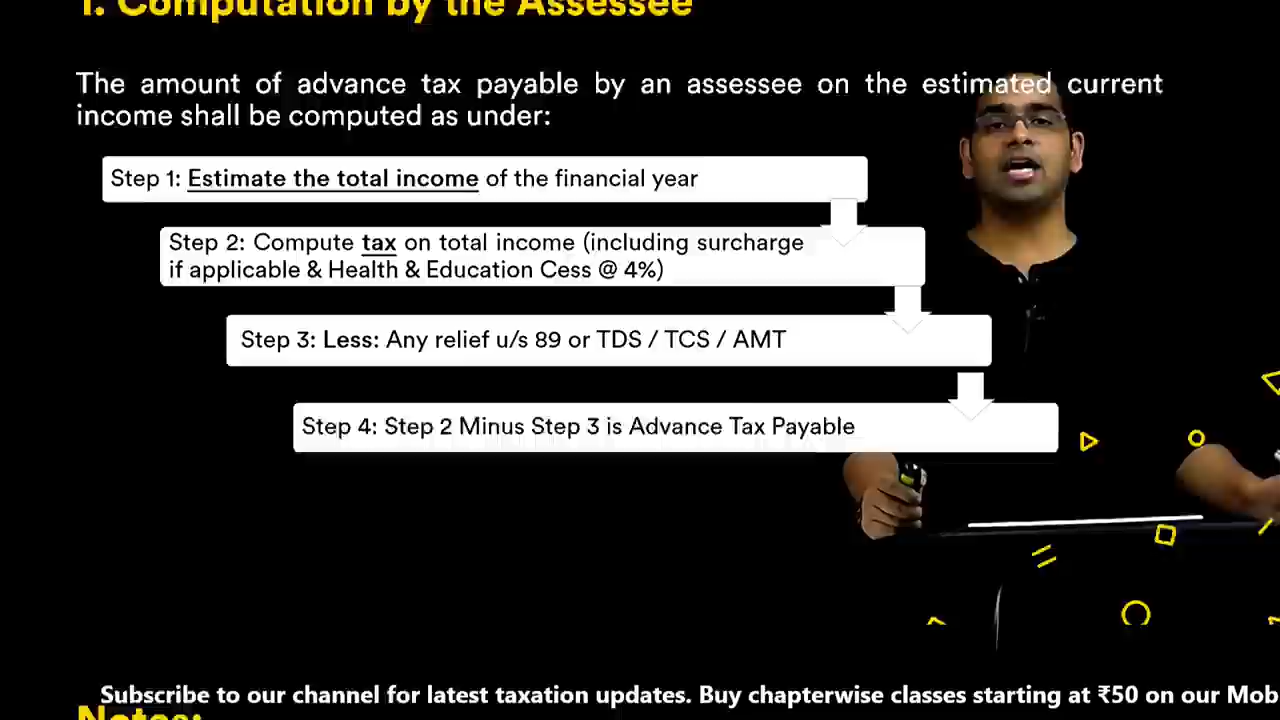 1. Computation by the Assessee
The amount of advance tax payable by an assessee on the estimated current
income shall be computed as under:
Step 1: Estimate the total income of the financial year
Step 2: Compute tax on total income (including surcharge
if applicable & Health & Education Cess @ 4%)
Step 3: Less: Any relief u/s 89 or TDS / TCS / AMT
Step 4: Step 2 Minus Step 3 is Advance Tax Payable
Subscribe to our channel for latest taxation updates. Buy chapterwise classes starting at ₹50 on our Mob
Notes: